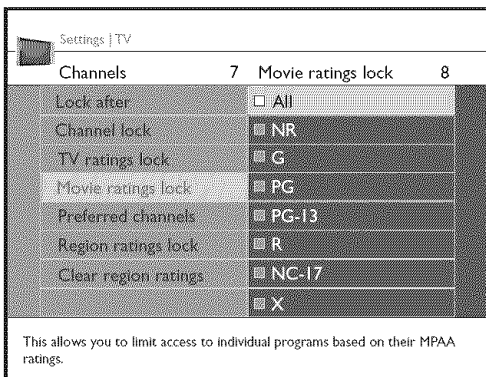 Settings | TV
Channels 7 Movie ratings lock 8
Lock after All
Channel lock NR
TV ratings lock G
Movie ratings lock PG
Preferred channels PG-13
Region ratings lock R
Clear region ratings NC-17
X
This allows you to limit access to individual programs based on their MPAA
ratings.